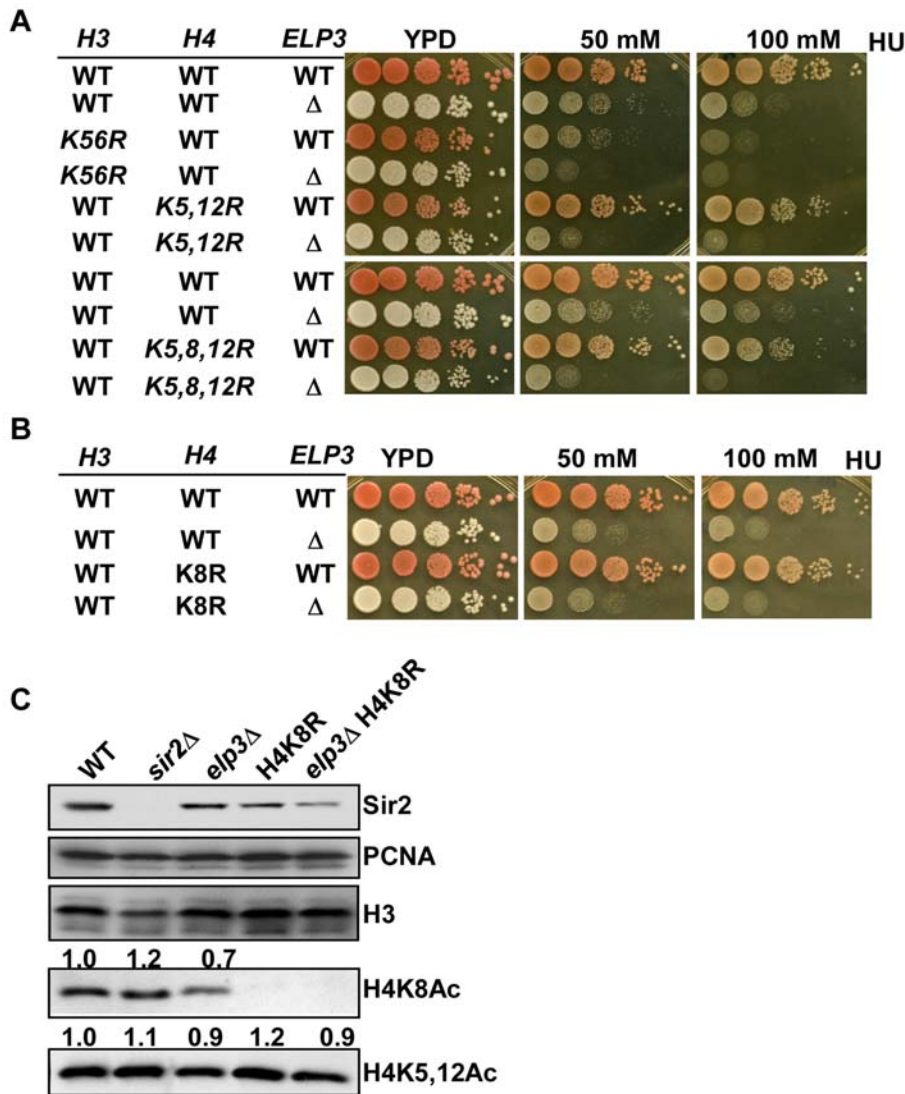 A
H3 H4 ELP3 YPD 50 mM 100 mM HU
WT WT WT
WT WT Δ
K56R WT WT
K56R WT Δ
WT K5,12R WT
WT K5,12R Δ
WT WT WT
WT WT Δ
WT K5,8,12R WT
WT K5,8,12R Δ
B
H3 H4 ELP3 YPD 50 mM 100 mM HU
WT WT WT
WT WT Δ
WT K8R WT
WT K8R Δ
C
WT sir2Δ elp3Δ H4K8R elp3Δ H4K8R
Sir2
PCNA
H3
1.0 1.2 0.7
H4K8Ac
1.0 1.1 0.9 1.2 0.9
H4K5,12Ac